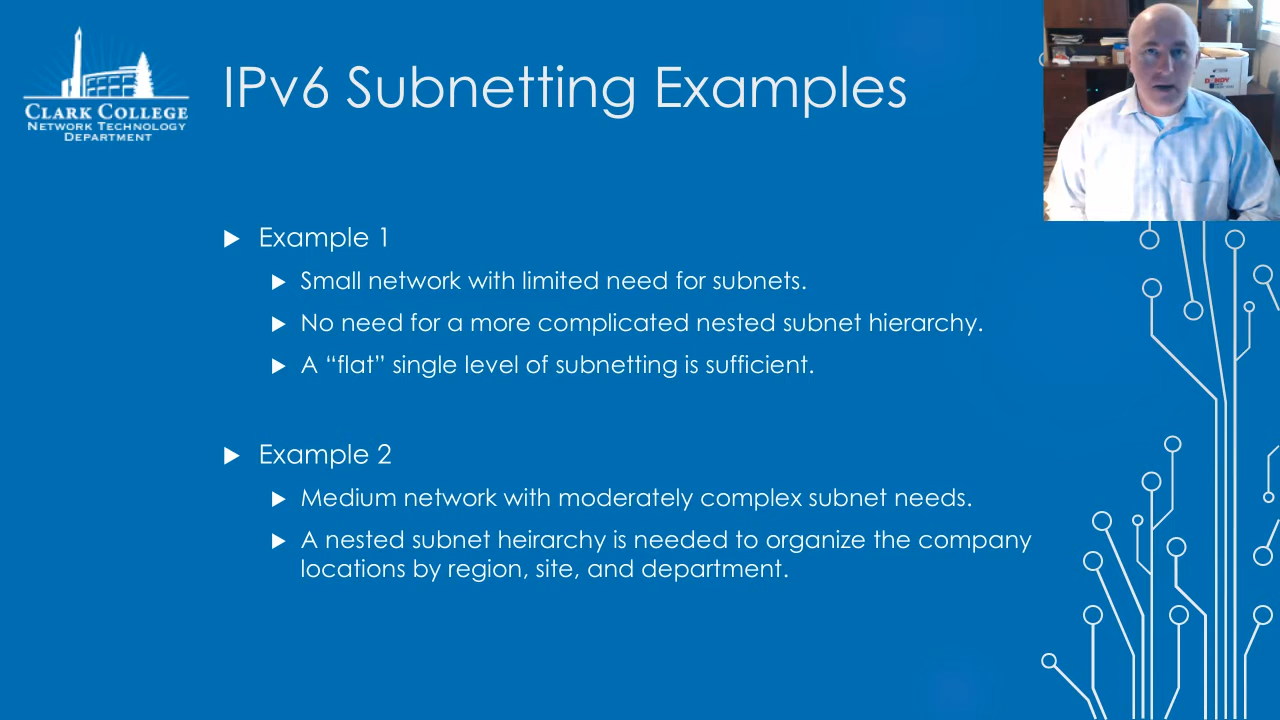 CLARK COLLEGE
NETWORK TECHNOLOGY
DEPARTMENT
IPv6 Subnetting Examples
Example 1
Small network with limited need for subnets.
No need for a more complicated nested subnet hierarchy.
A “flat” single level of subnetting is sufficient.
Example 2
Medium network with moderately complex subnet needs.
A nested subnet heirarchy is needed to organize the company
locations by region, site, and department.